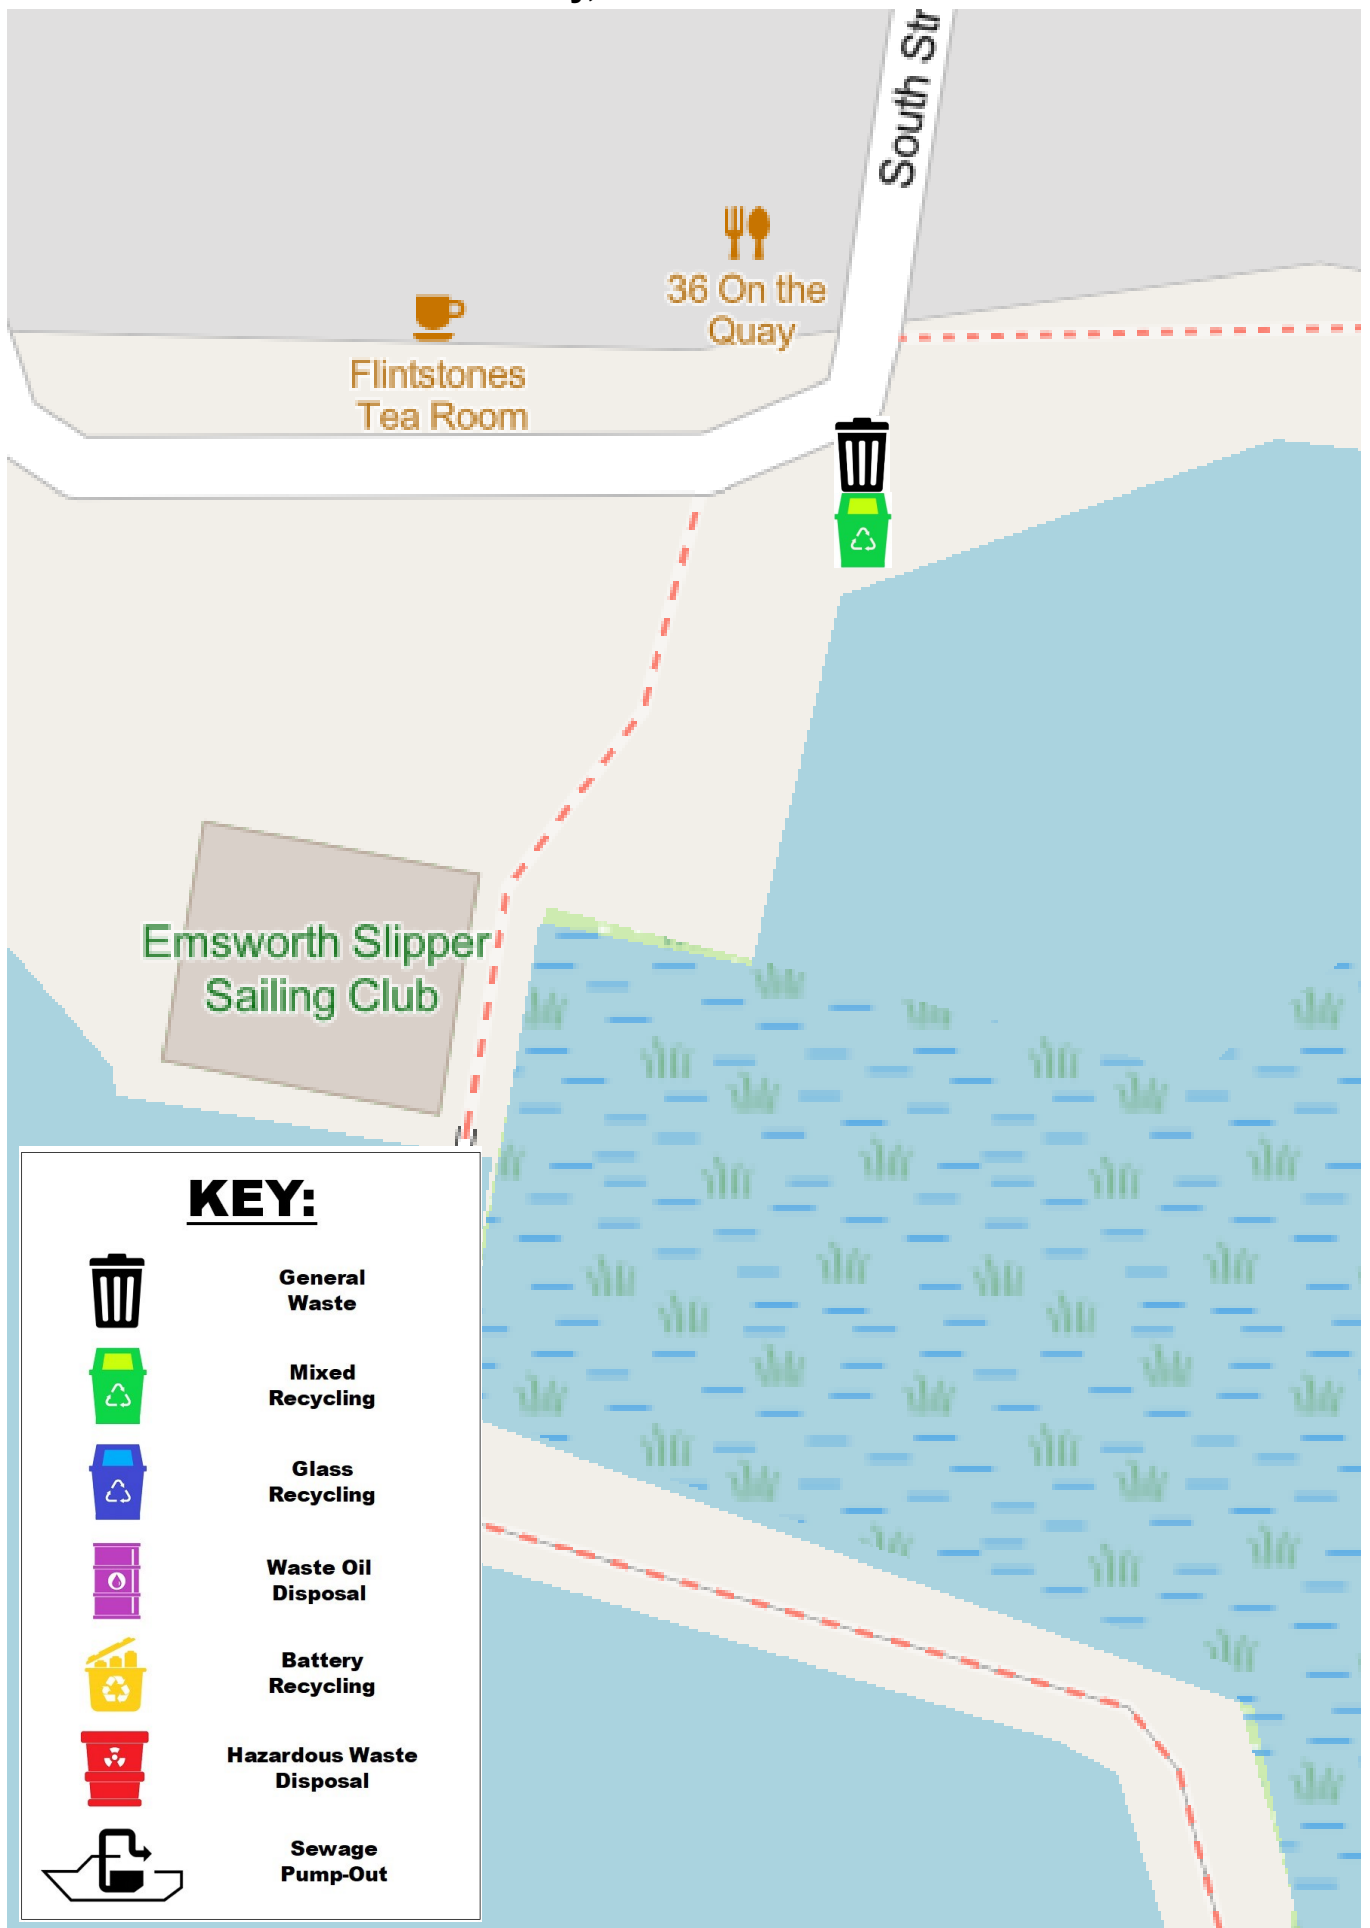 South Str
36 On the
Quay
Flintstones
Tea Room
Emsworth Slipper
Sailing Club
KEY:
General
Waste
Mixed
Recycling
Glass
Recycling
Waste Oil
Disposal
Battery
Recycling
Hazardous Waste
Disposal
Sewage
Pump-Out